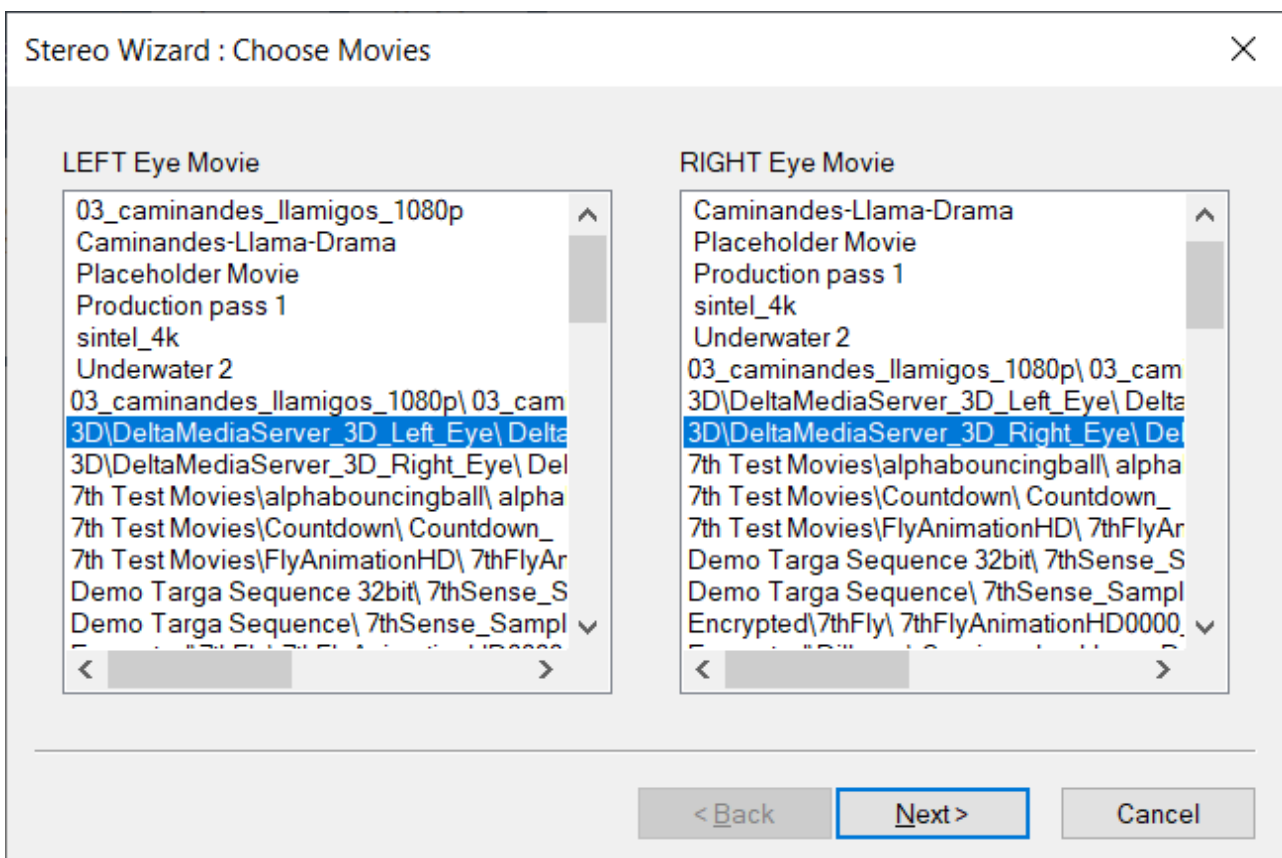 Stereo Wizard : Choose Movies
LEFT Eye Movie
03_caminandes_llamigos_1080p
Caminandes-Llama-Drama
Placeholder Movie
Production pass 1
sintel_4k
Underwater 2
03_caminandes_llamigos_1080p\ 03_cam
3D\DeltaMediaServer_3D_Left_Eye\ Delta
3D\DeltaMediaServer_3D_Right_Eye\ Del
7th Test Movies\alphabouncingball\ alpha
7th Test Movies\Countdown\ Countdown_
7th Test Movies\FlyAnimationHD\ 7thFlyAn
Demo Targa Sequence 32bit\ 7thSense_S
Demo Targa Sequence\ 7thSense_Sampl
RIGHT Eye Movie
Caminandes-Llama-Drama
Placeholder Movie
Production pass 1
sintel_4k
Underwater 2
03_caminandes_llamigos_1080p\ 03_cam
3D\DeltaMediaServer_3D_Left_Eye\ Delta
3D\DeltaMediaServer_3D_Right_Eye\ Del
7th Test Movies\alphabouncingball\ alpha
7th Test Movies\Countdown\ Countdown_
7th Test Movies\FlyAnimationHD\ 7thFlyAn
Demo Targa Sequence 32bit\ 7thSense_S
Demo Targa Sequence\ 7thSense_Sampl
Encrypted\7thFly\ 7thFlyAnimationHD0000_
< Back
Next >
Cancel